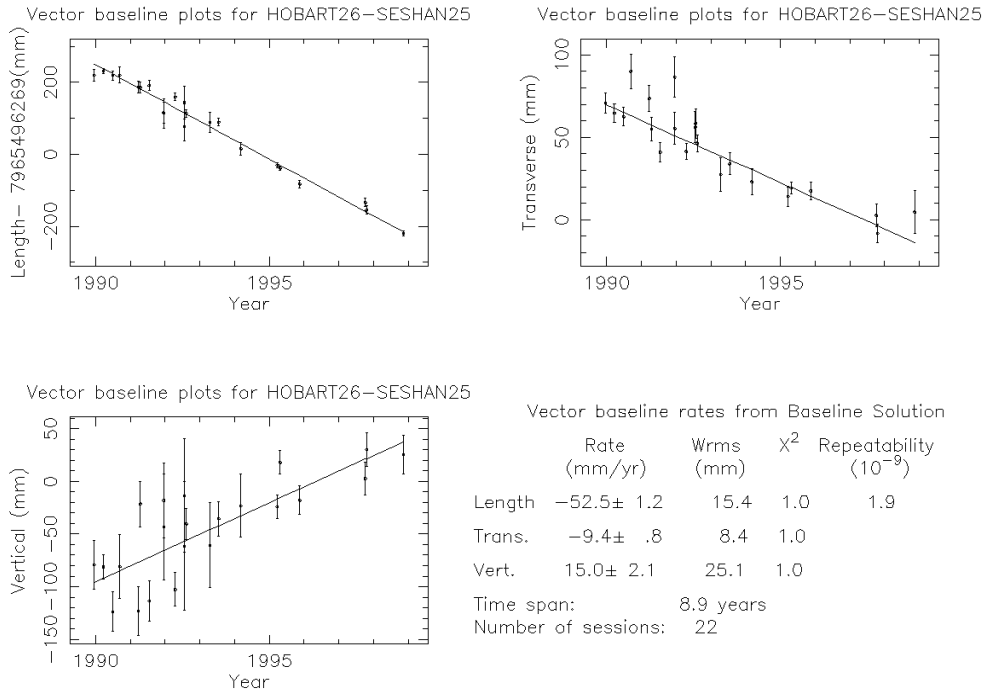 Vector baseline plots for HOBART26−SESHAN25
Length− 7965496269(mm)
200
0
−200
1990 1995
Year
Vector baseline plots for HOBART26−SESHAN25
Transverse (mm)
100
50
0
1990 1995
Year
Vector baseline plots for HOBART26−SESHAN25
Vertical (mm)
50
0
−50
−100
−150
1990 1995
Year
Vector baseline rates from Baseline Solution
Rate Wrms X² Repeatability
(mm/yr) (mm) (10⁻⁹)
Length −52.5± 1.2 15.4 1.0 1.9
Trans. −9.4± .8 8.4 1.0
Vert. 15.0± 2.1 25.1 1.0
Time span: 8.9 years
Number of sessions: 22